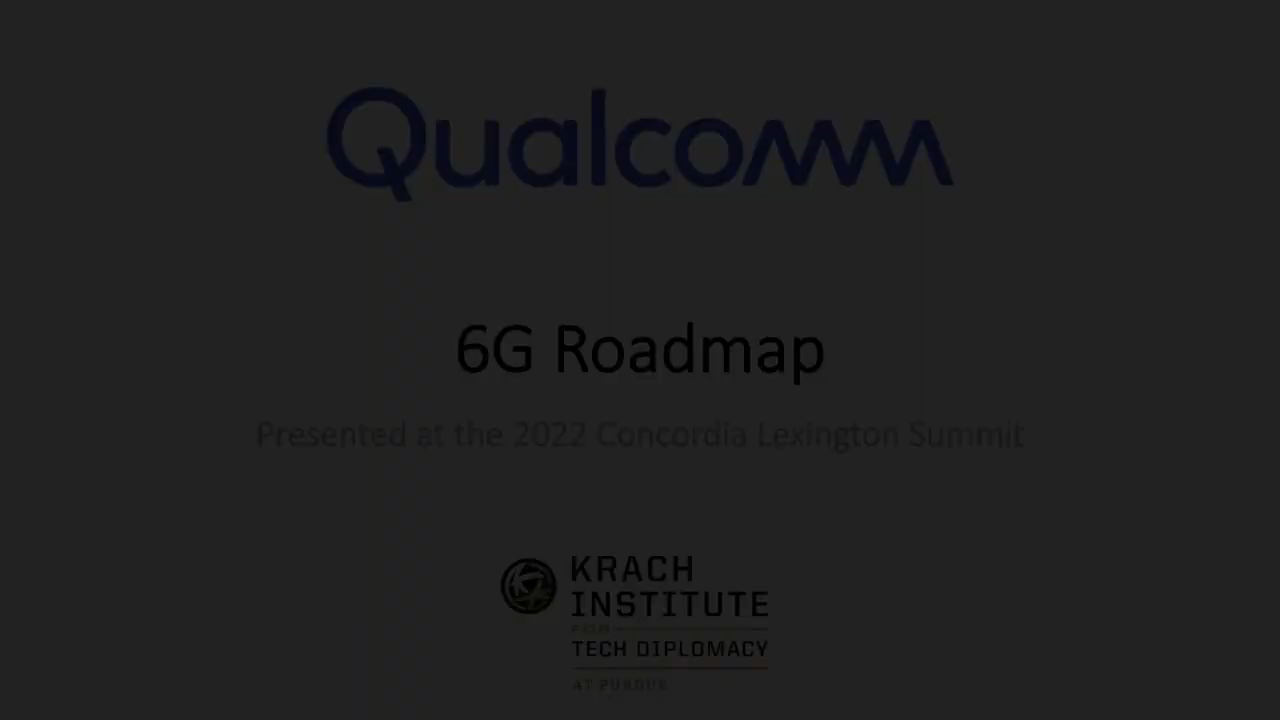 Qualcomm
6G Roadmap
Presented at the 2022 Concordia Lexington Summit
KRACH
INSTITUTE
FOR
TECH DIPLOMACY
AT PURDUE